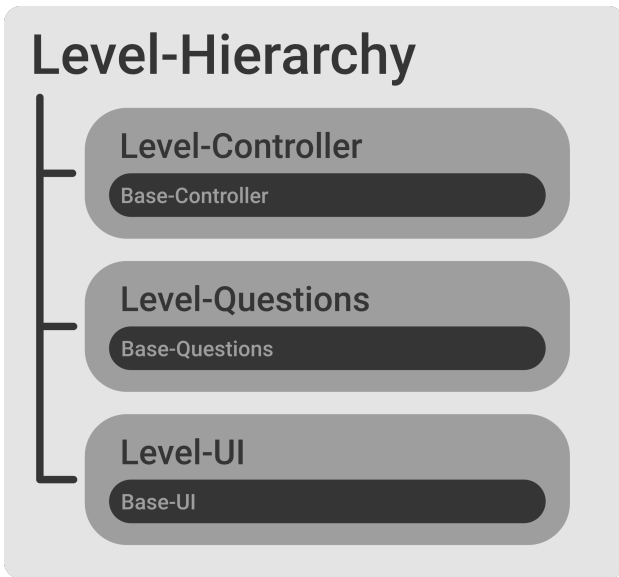 Level-Hierarchy
Level-Controller
Base-Controller
Level-Questions
Base-Questions
Level-UI
Base-UI